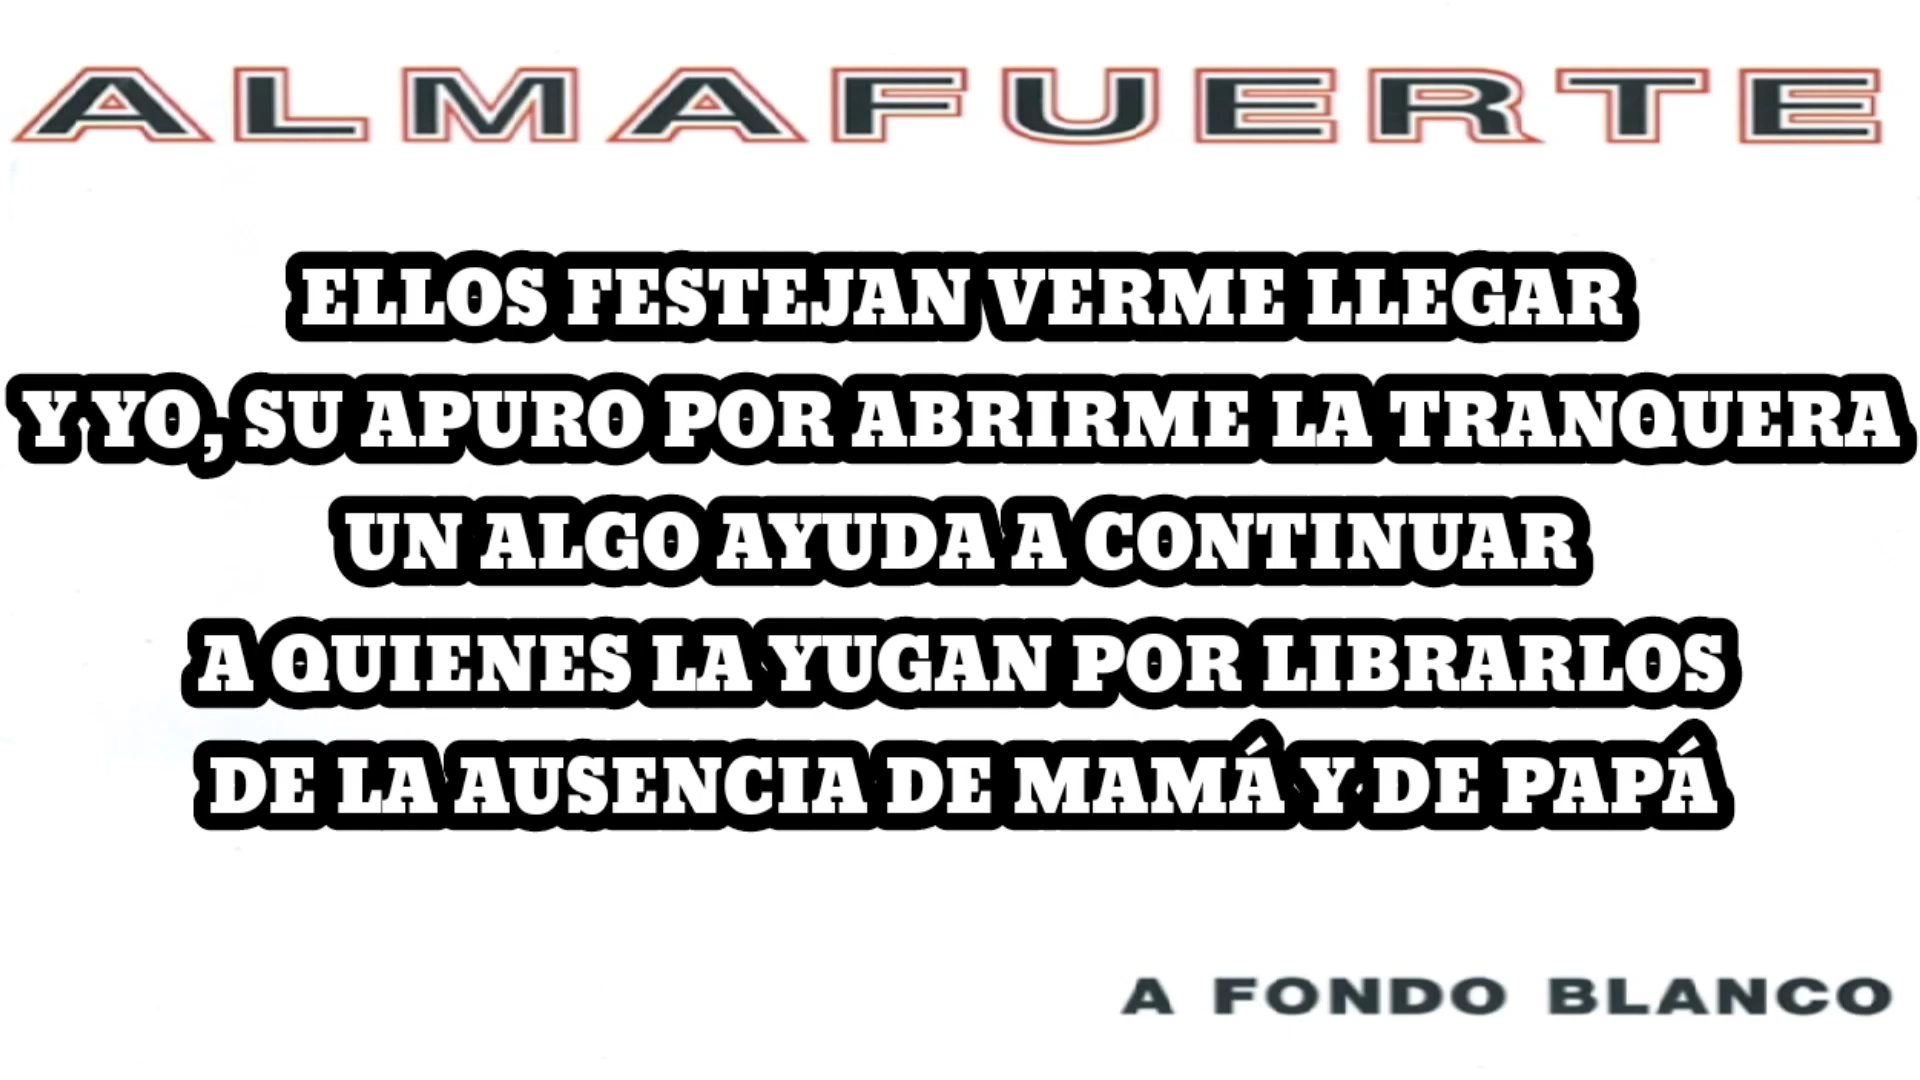 ALMAFUERTE
ELLOS FESTEJAN VERME LLEGAR
Y YO, SU APURO POR ABRIRME LA TRANQUERA
UN ALGO AYUDA A CONTINUAR
A QUIENES LA YUGAN POR LIBRARLOS
DE LA AUSENCIA DE MAMÁ Y DE PAPÁ
A FONDO BLANCO